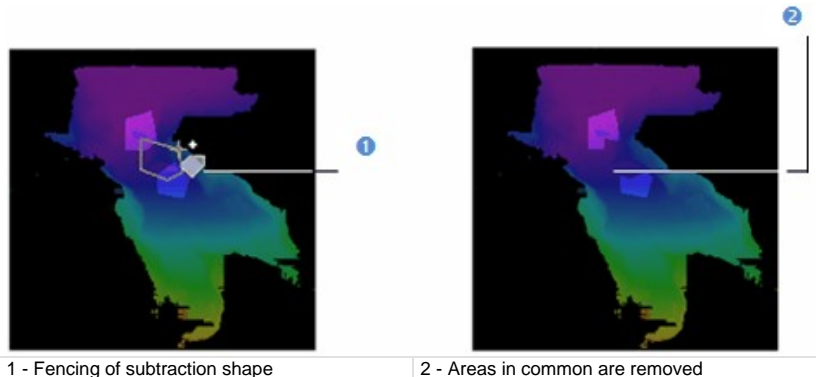 2
1
1 - Fencing of subtraction shape
2 - Areas in common are removed